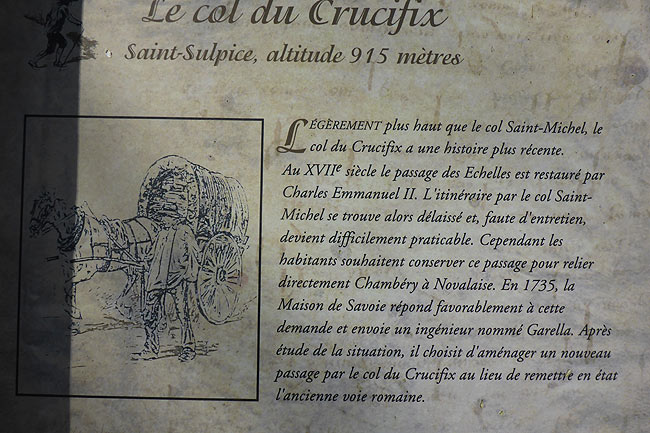 Le col du Crucifix
Saint-Sulpice, altitude 915 mètres
LÉGÈREMENT plus haut que le col Saint-Michel, le
col du Crucifix a une histoire plus récente.
Au XVIIe siècle le passage des Echelles est restauré par
Charles Emmanuel II. L'itinéraire par le col Saint-
Michel se trouve alors délaissé et, faute d'entretien,
devient difficilement praticable. Cependant les
habitants souhaitent conserver ce passage pour relier
directement Chambéry à Novalaise. En 1735, la
Maison de Savoie répond favorablement à cette
demande et envoie un ingénieur nommé Garella. Après
étude de la situation, il choisit d'aménager un nouveau
passage par le col du Crucifix au lieu de remettre en état
l'ancienne voie romaine.